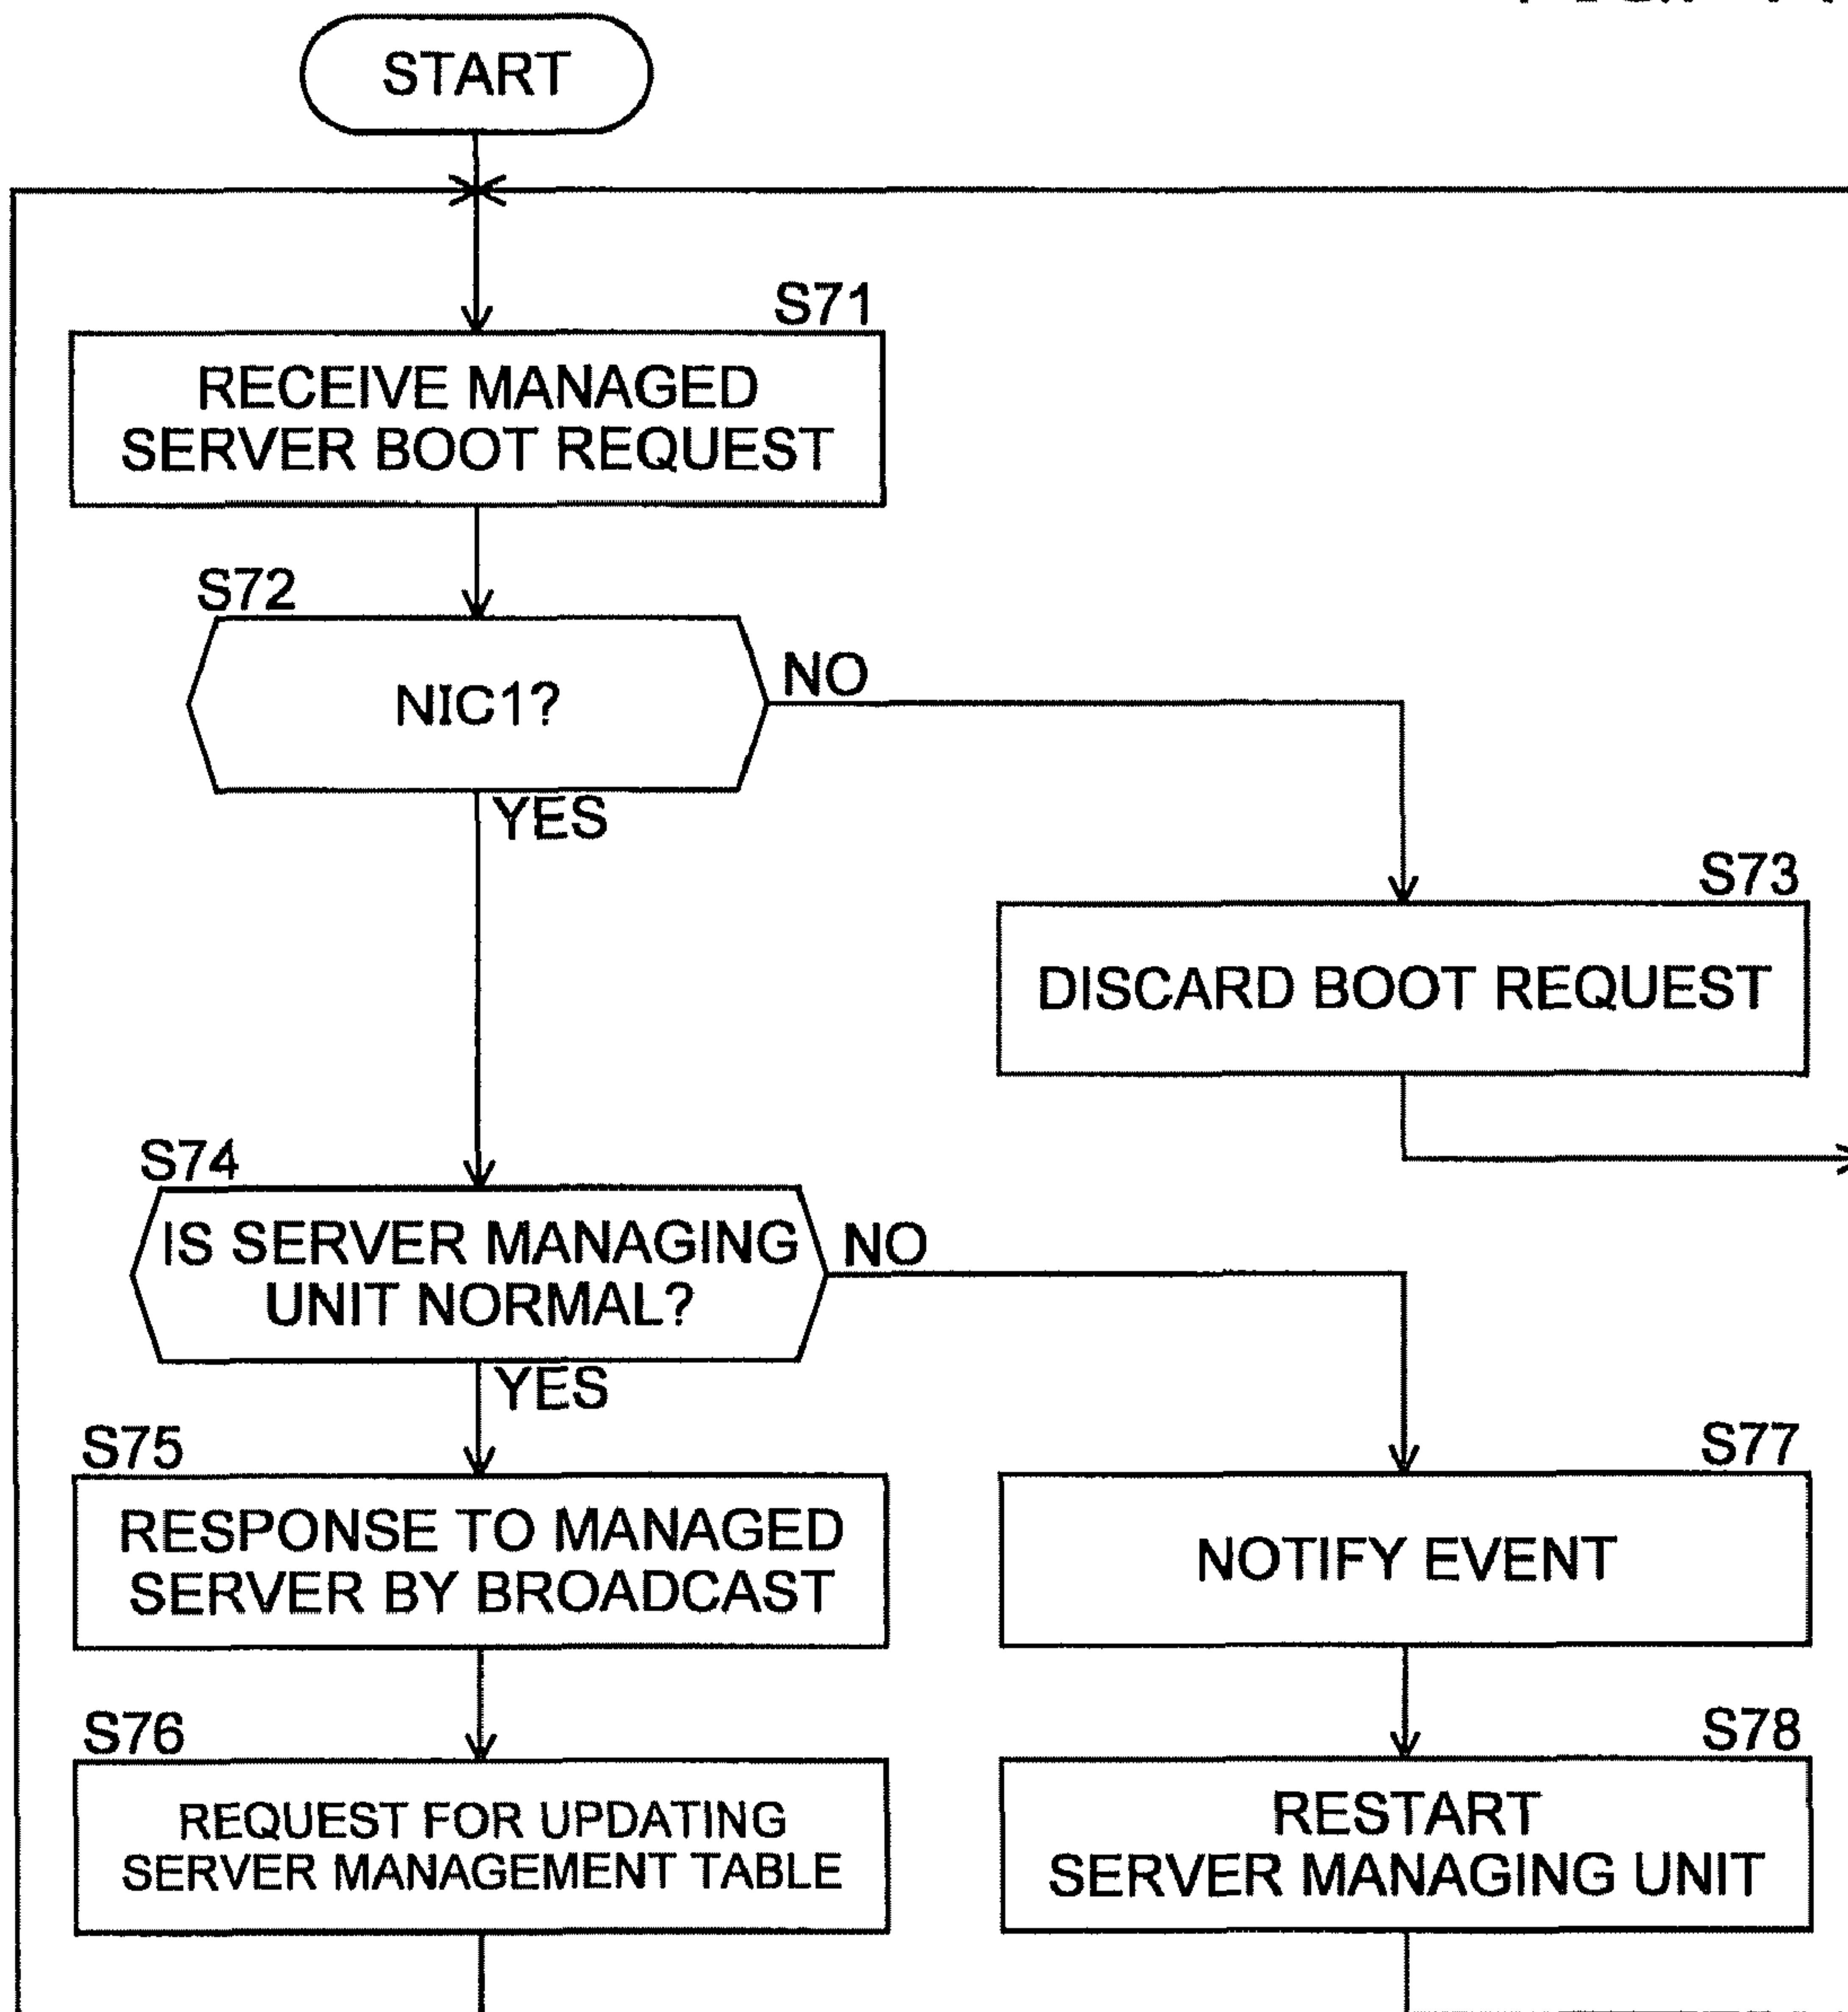 START
S71
RECEIVE MANAGED
SERVER BOOT REQUEST
S72
NIC1?
NO
YES
S73
DISCARD BOOT REQUEST
S74
IS SERVER MANAGING
UNIT NORMAL?
NO
YES
S75
RESPONSE TO MANAGED
SERVER BY BROADCAST
S77
NOTIFY EVENT
S76
REQUEST FOR UPDATING
SERVER MANAGEMENT TABLE
S78
RESTART
SERVER MANAGING UNIT